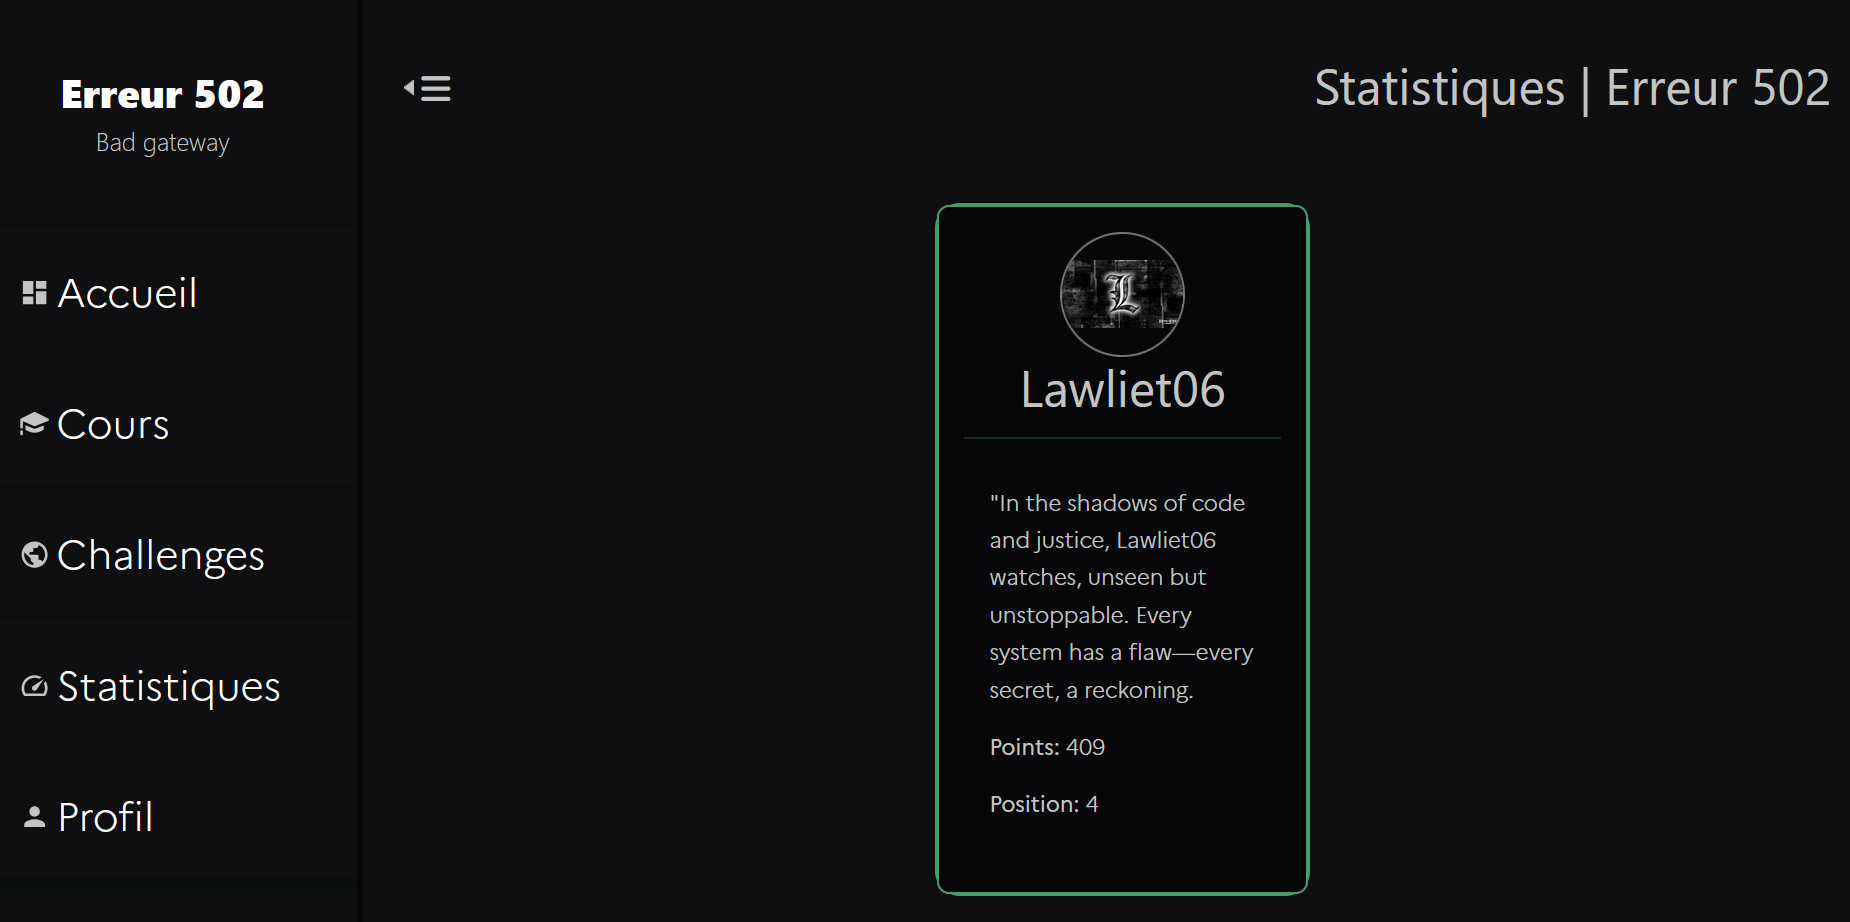 Erreur 502
Bad gateway
Accueil
Cours
Challenges
Statistiques
Profil
Statistiques | Erreur 502
L
Lawliet06
"In the shadows of code
and justice, Lawliet06
watches, unseen but
unstoppable. Every
system has a flaw—every
secret, a reckoning.
Points: 409
Position: 4